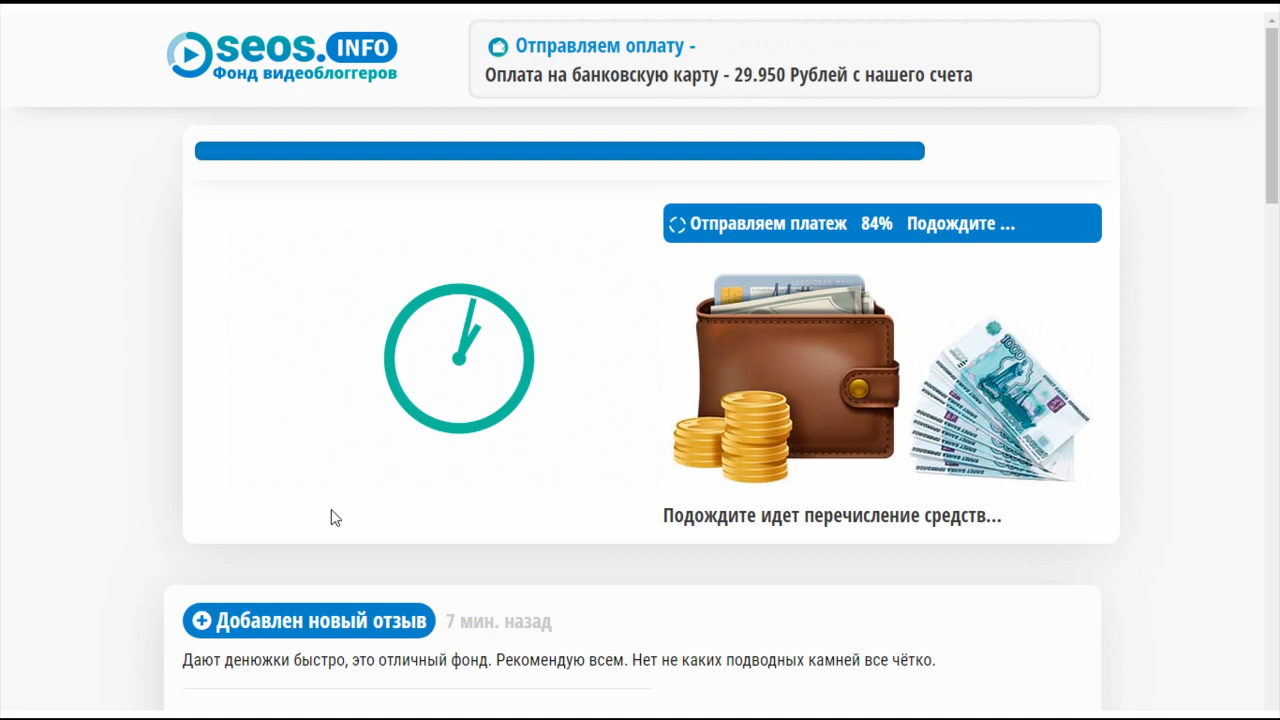 seos.INFO
Фонд видеоблоггеров
Отправляем оплату -
Оплата на банковскую карту - 29.950 Рублей с нашего счета
Отправляем платеж 84% Подождите ...
1000
Подождите идет перечисление средств...
Добавлен новый отзыв 7 мин. назад
Дают денюжки быстро, это отличный фонд. Рекомендую всем. Нет не каких подводных камней все чётко.